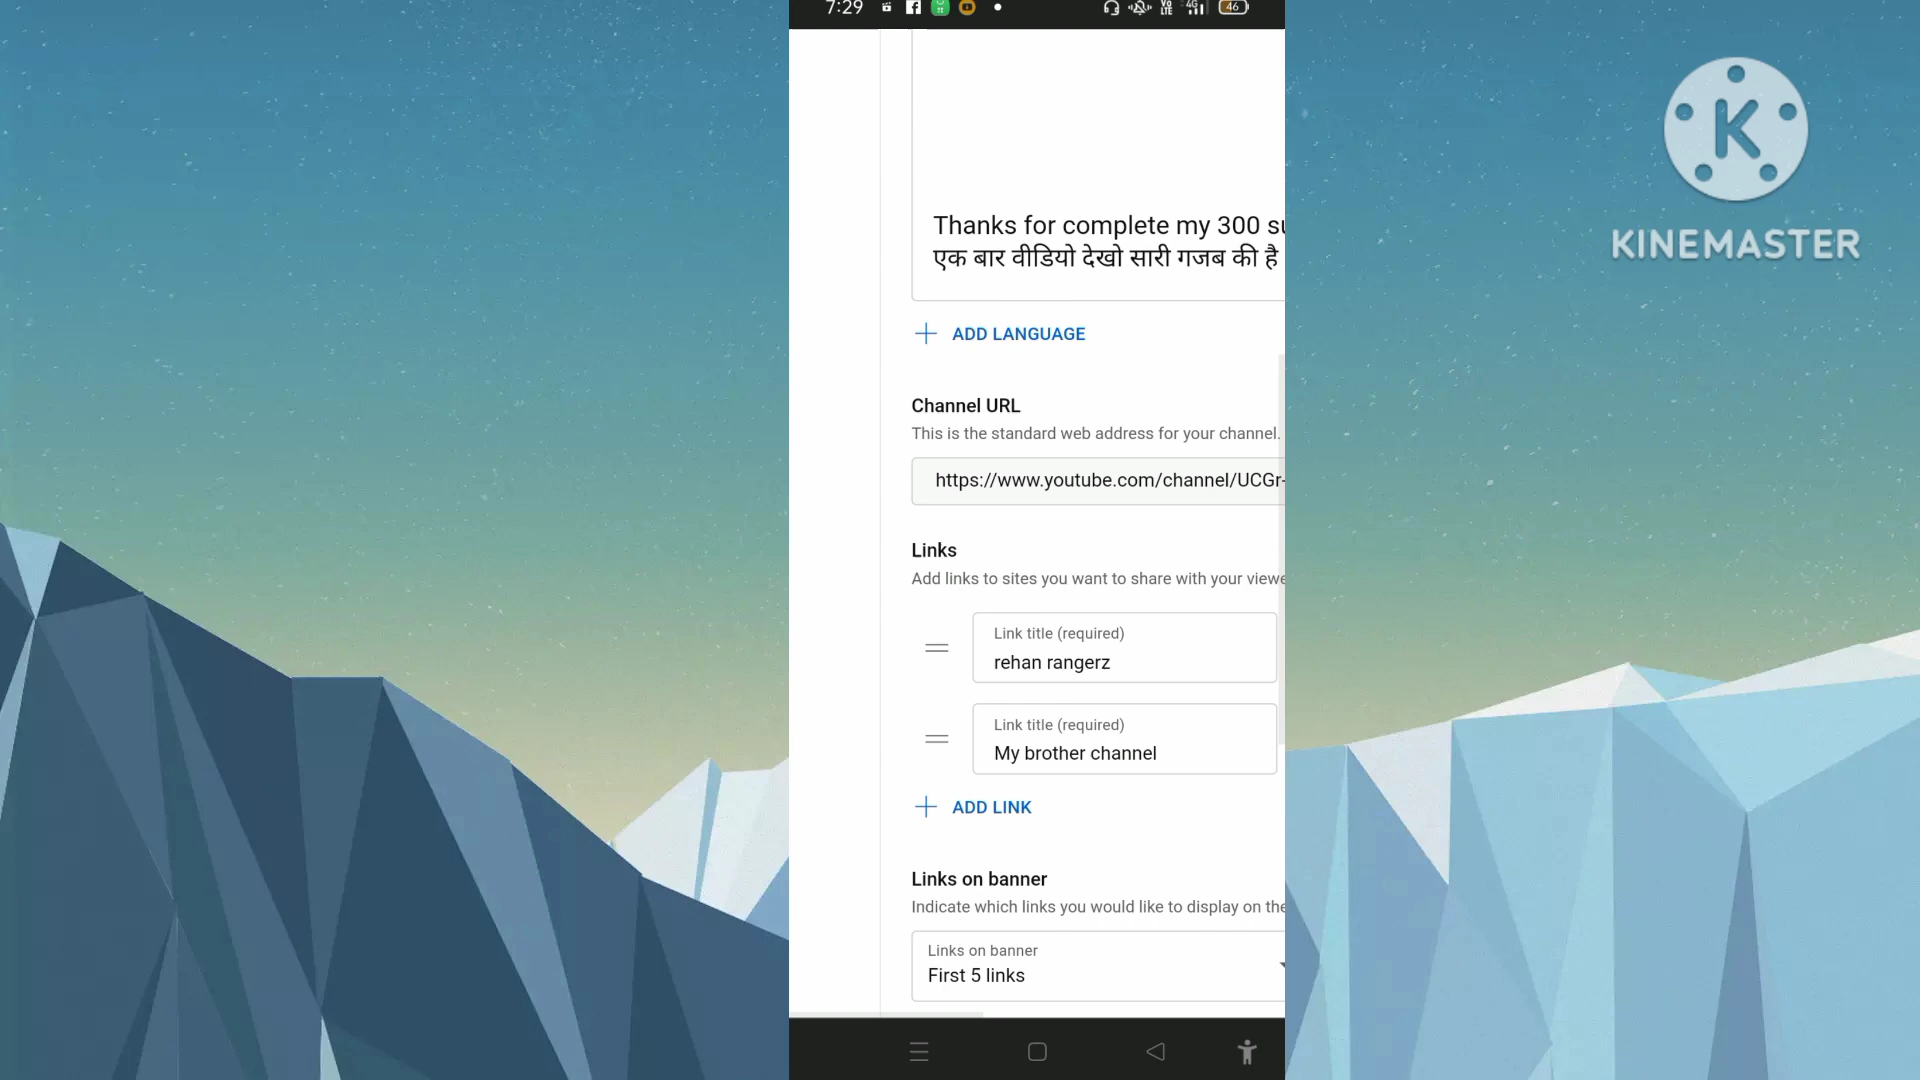 7:29
46
KINEMASTER
Thanks for complete my 300
एक बार वीडियो देखो सारी गजब की है
ADD LANGUAGE
Channel URL
This is the standard web address for your channel.
https://www.youtube.com/channel/UCGr-
Links
Add links to sites you want to share with your
Link title (required)
rehan rangerz
Link title (required)
My brother channel
ADD LINK
Links on banner
Indicate which links you would like to display on the
Links on banner
First 5 links